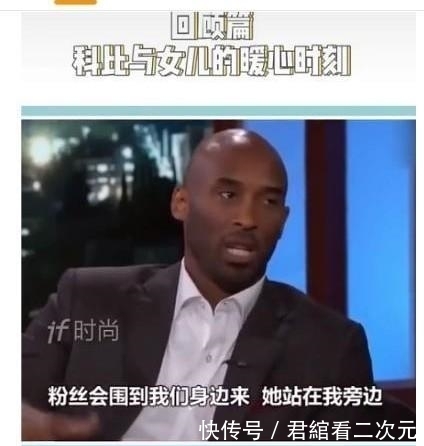 回顾篇
科比与女儿的暖心时刻
if时尚
粉丝会围到我们身边来 她站在我旁边
快传号/君綰看二次元